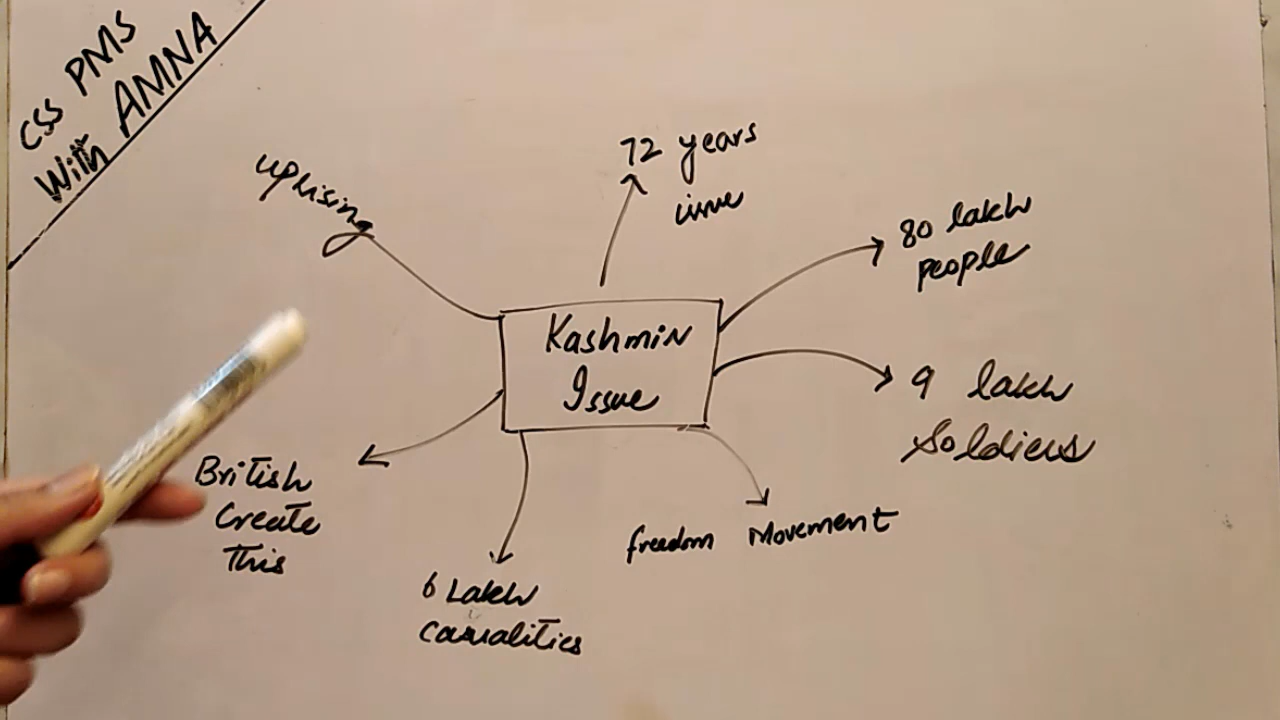 CSS PMS
With AMNA
uprising
72 years
issue
80 lakh
people
Kashmir
Issue
9 lakh
Soldiers
British
Create
This
freedom Movement
6 Lakh
Casualities